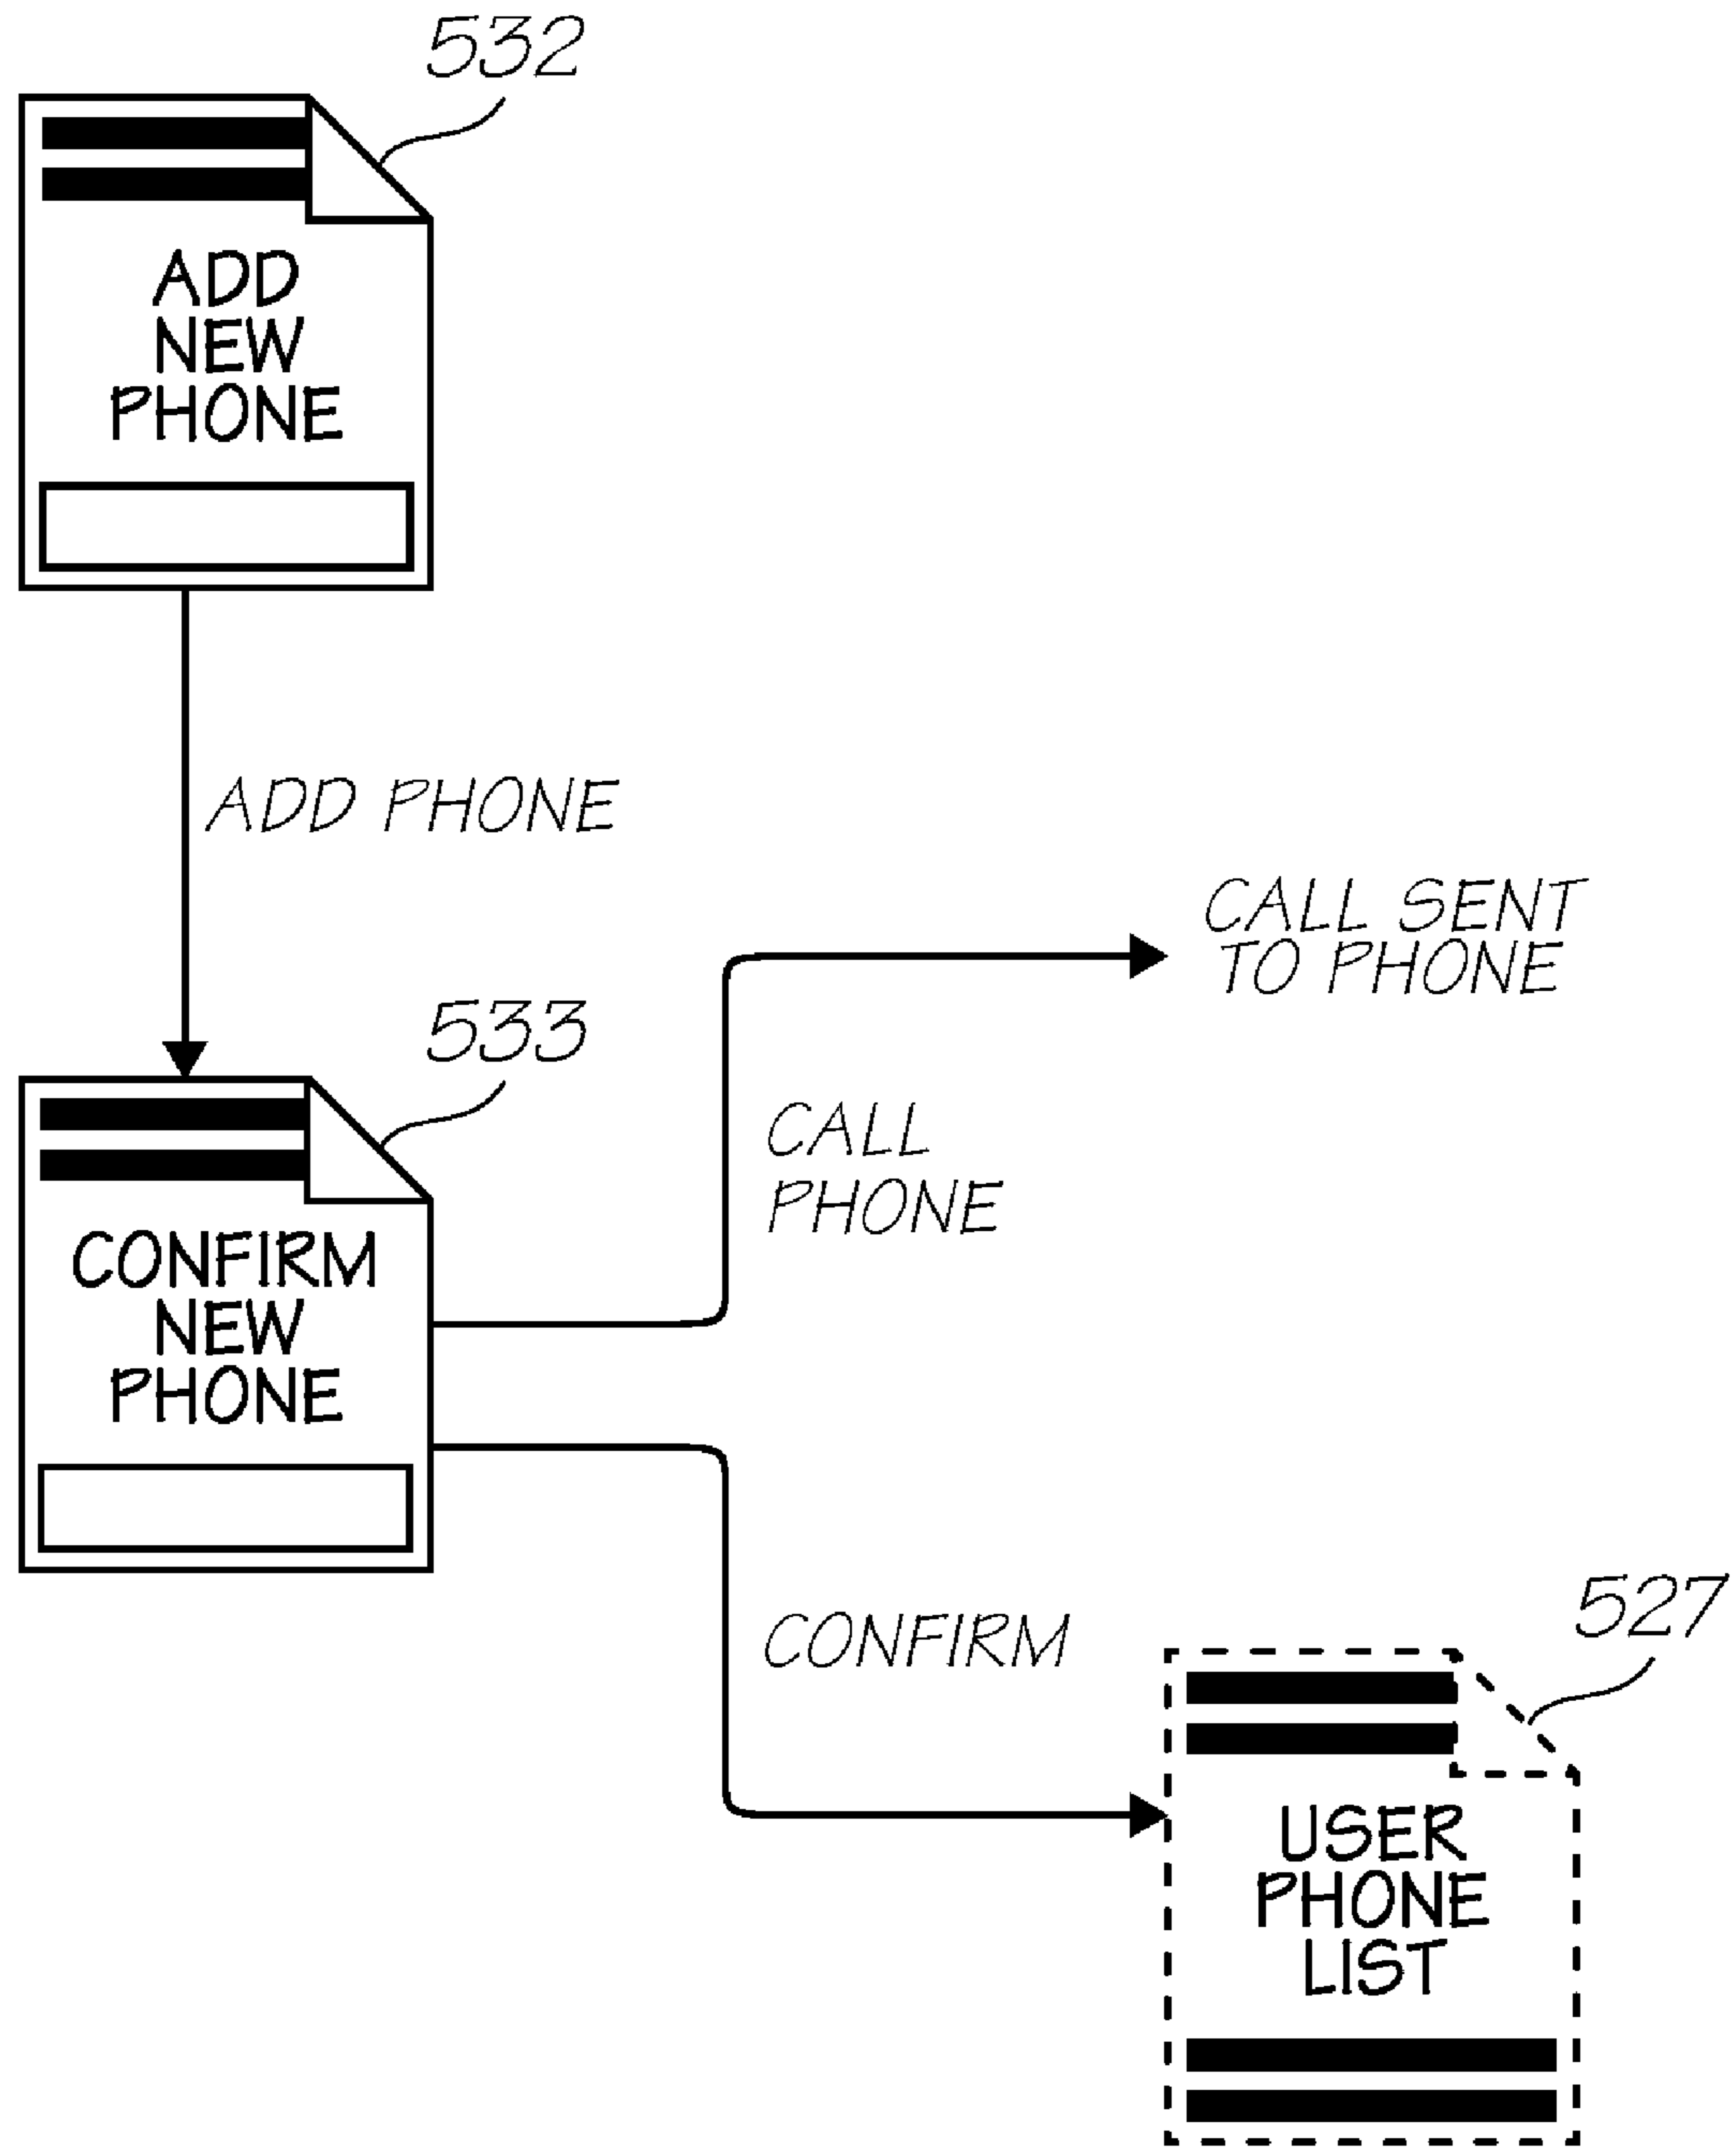 532
ADD
NEW
PHONE
ADD PHONE
CALL SENT
TO PHONE
533
CALL
PHONE
CONFIRM
NEW
PHONE
CONFIRM
527
USER
PHONE
LIST